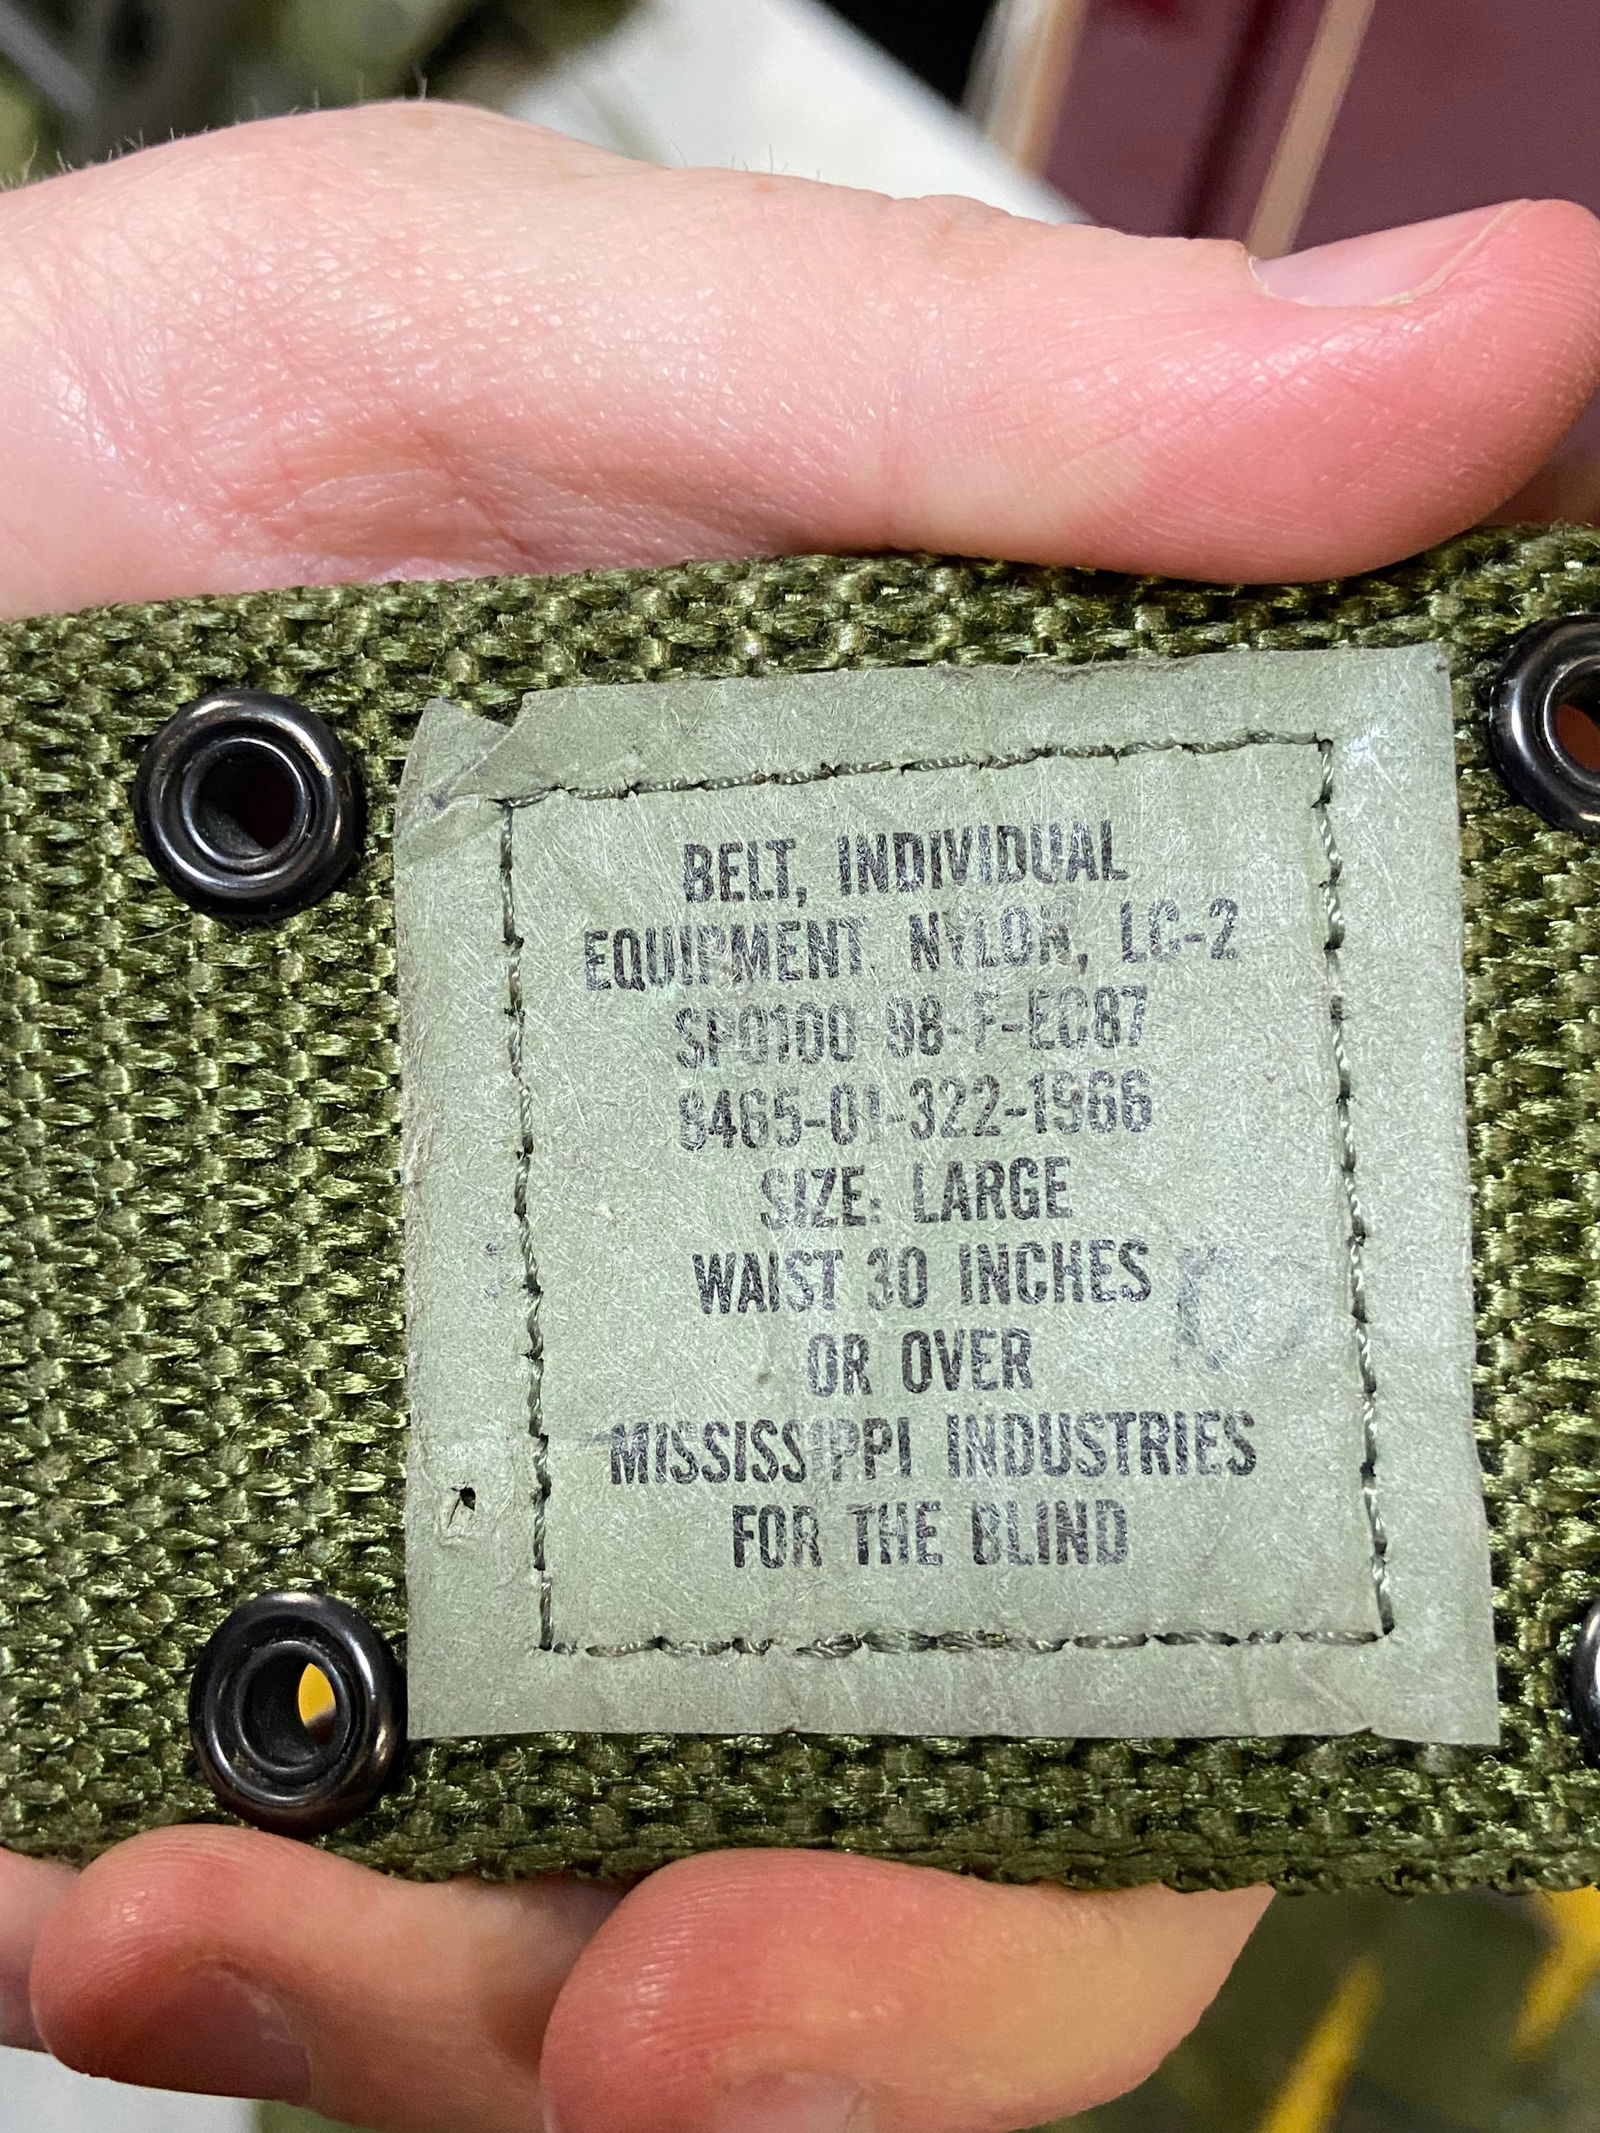 BELT, INDIVIDUAL
EQUIPMENT, NYLON, LC-2
SP0100-98-F-EC87
8465-01-322-1966
SIZE: LARGE
WAIST 30 INCHES
OR OVER
MISSISSIPPI INDUSTRIES
FOR THE BLIND